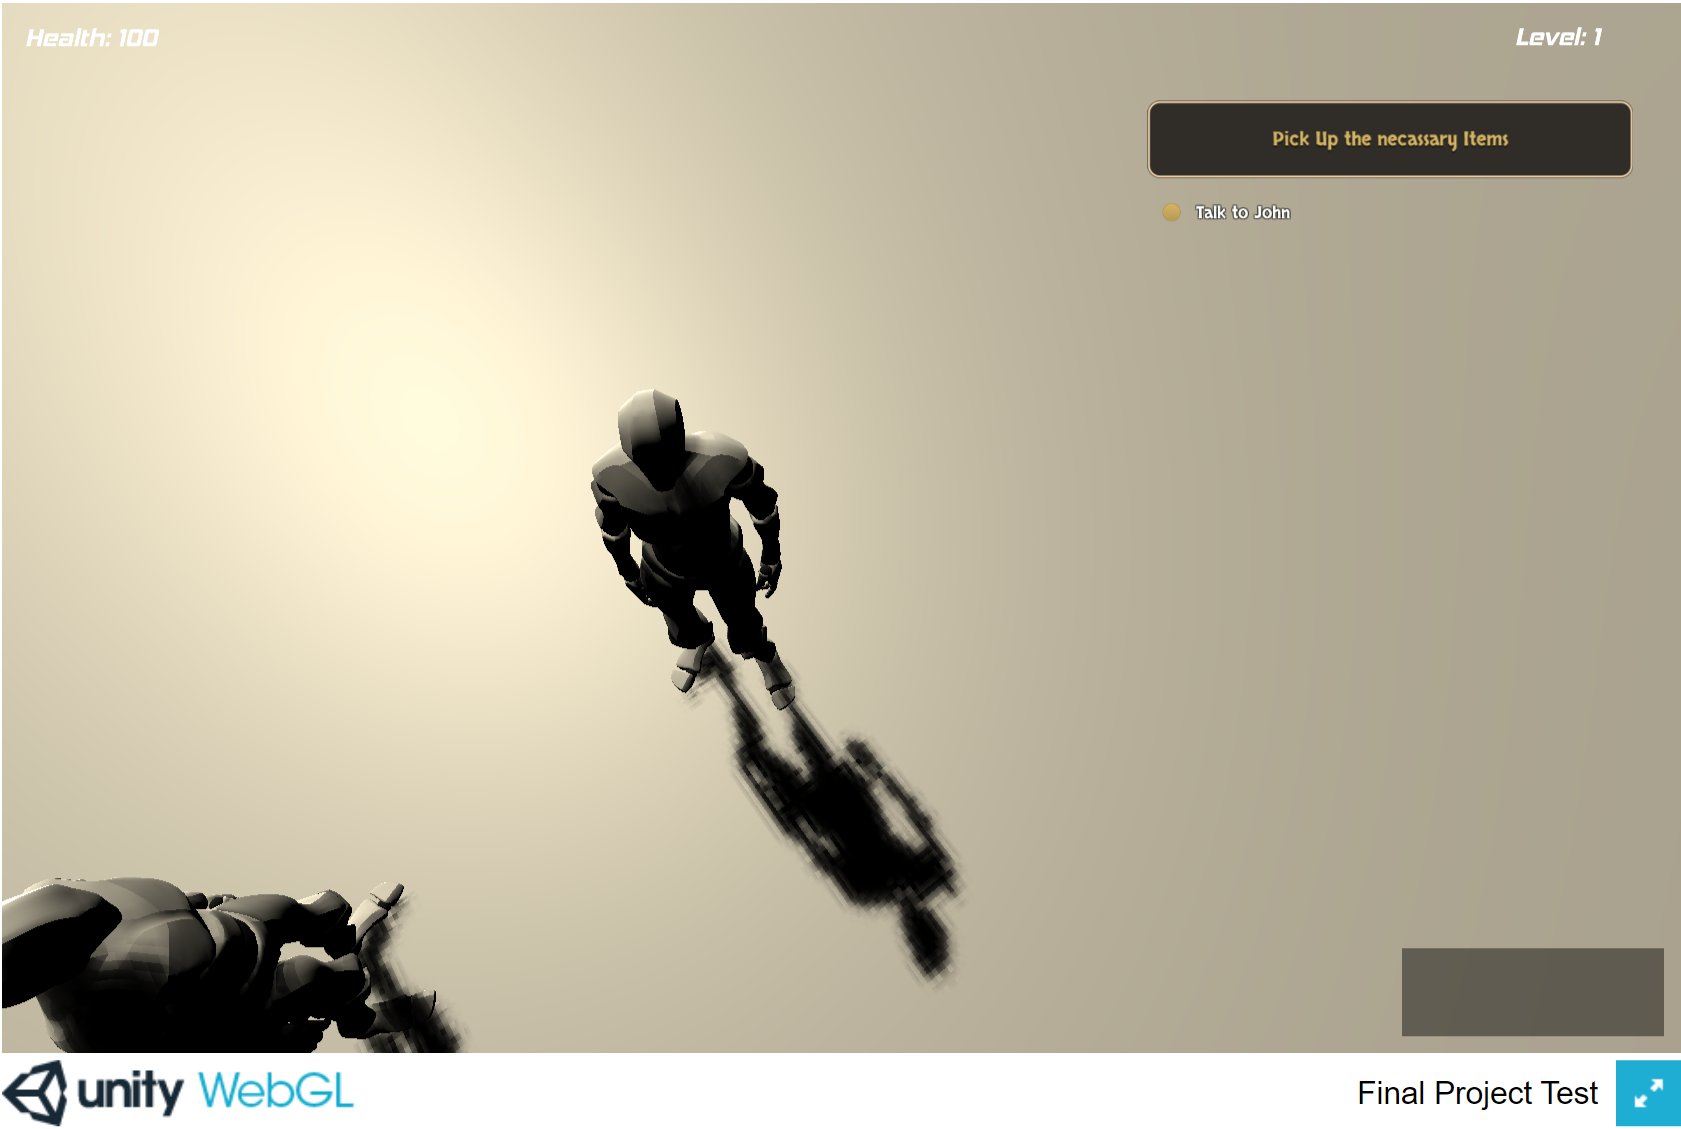 Health: 100
Level: 1
Pick Up the necassary Items
Talk to John
unity WebGL
Final Project Test